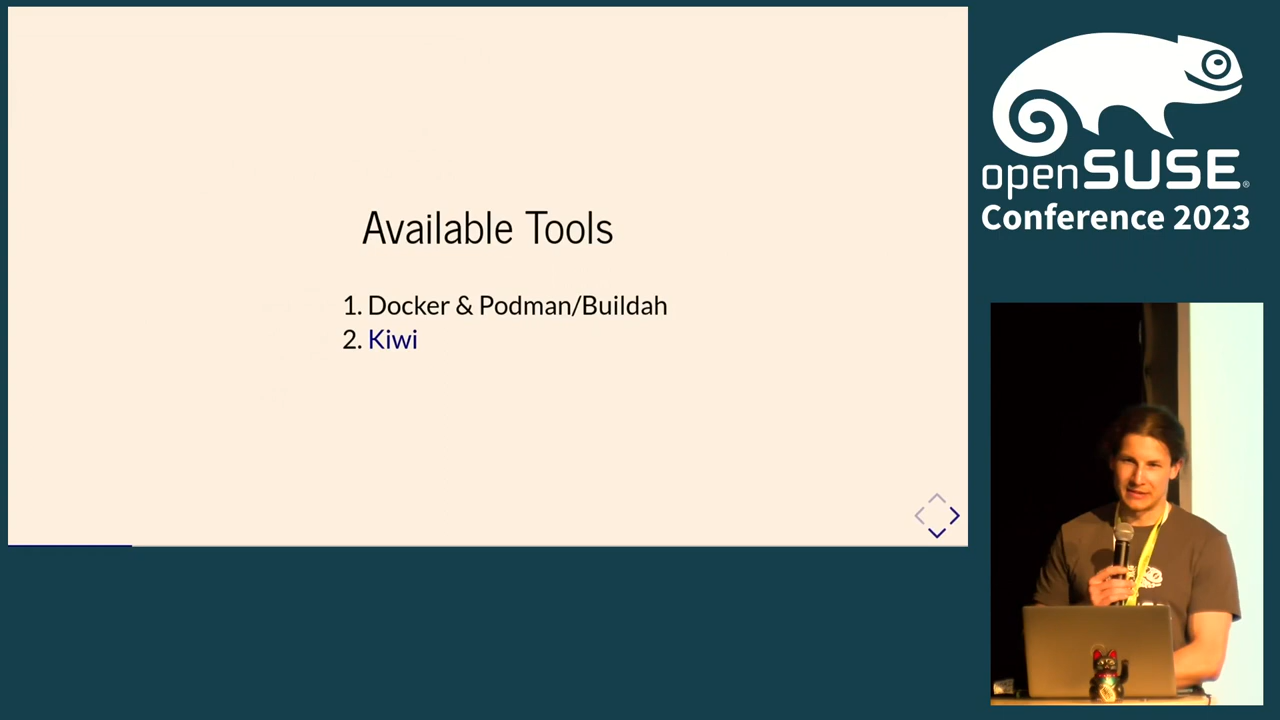 Available Tools
1. Docker & Podman/Buildah
2. Kiwi
openSUSE®
Conference 2023